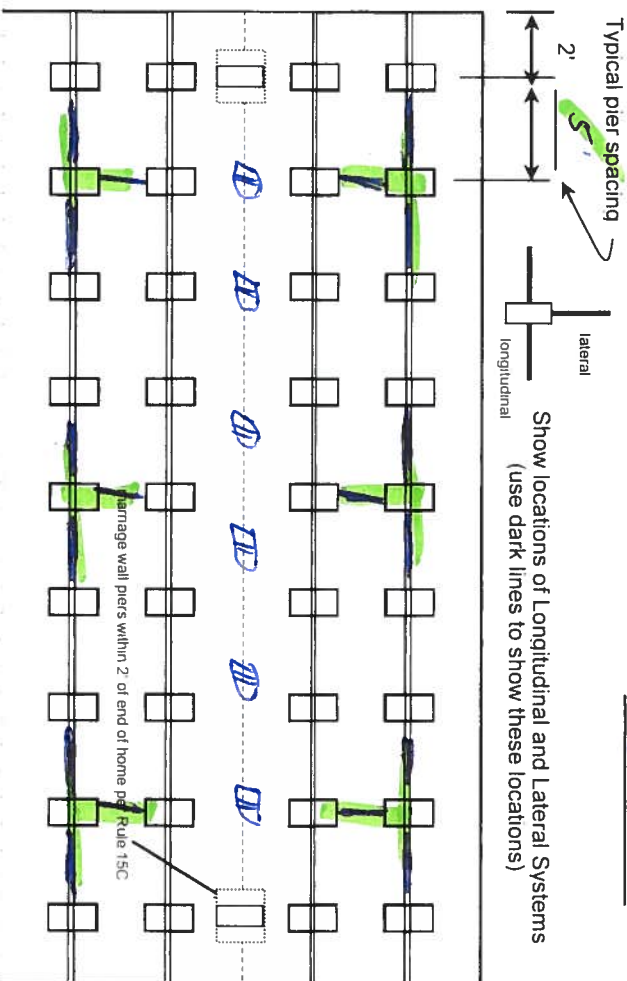 Typical pier spacing
2'
5'
lateral
longitudinal
Show locations of Longitudinal and Lateral Systems
(use dark lines to show these locations)
marriage wall piers within 2' of end of home per Rule 15C